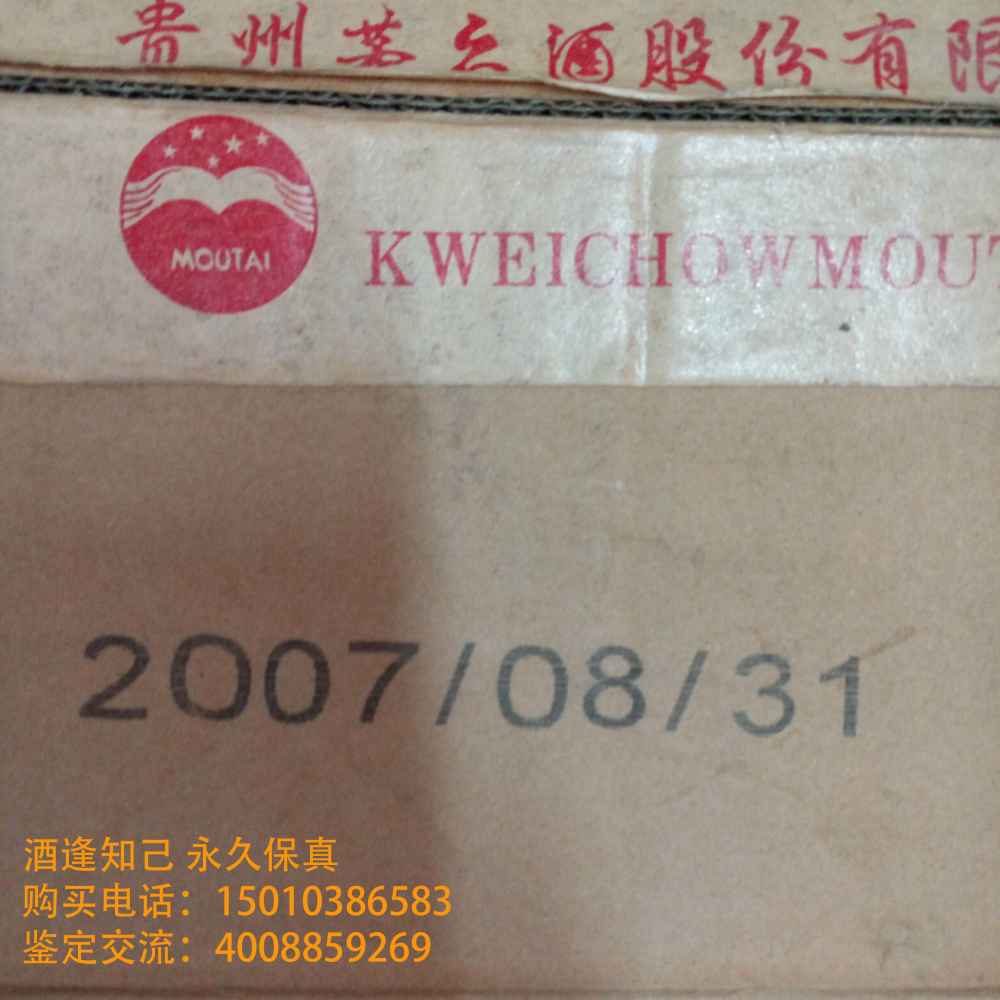 贵州茅台酒股份有限
MOUTAI
KWEICHOWMOUT
2007/08/31
酒逢知己 永久保真
购买电话：15010386583
鉴定交流：4008859269